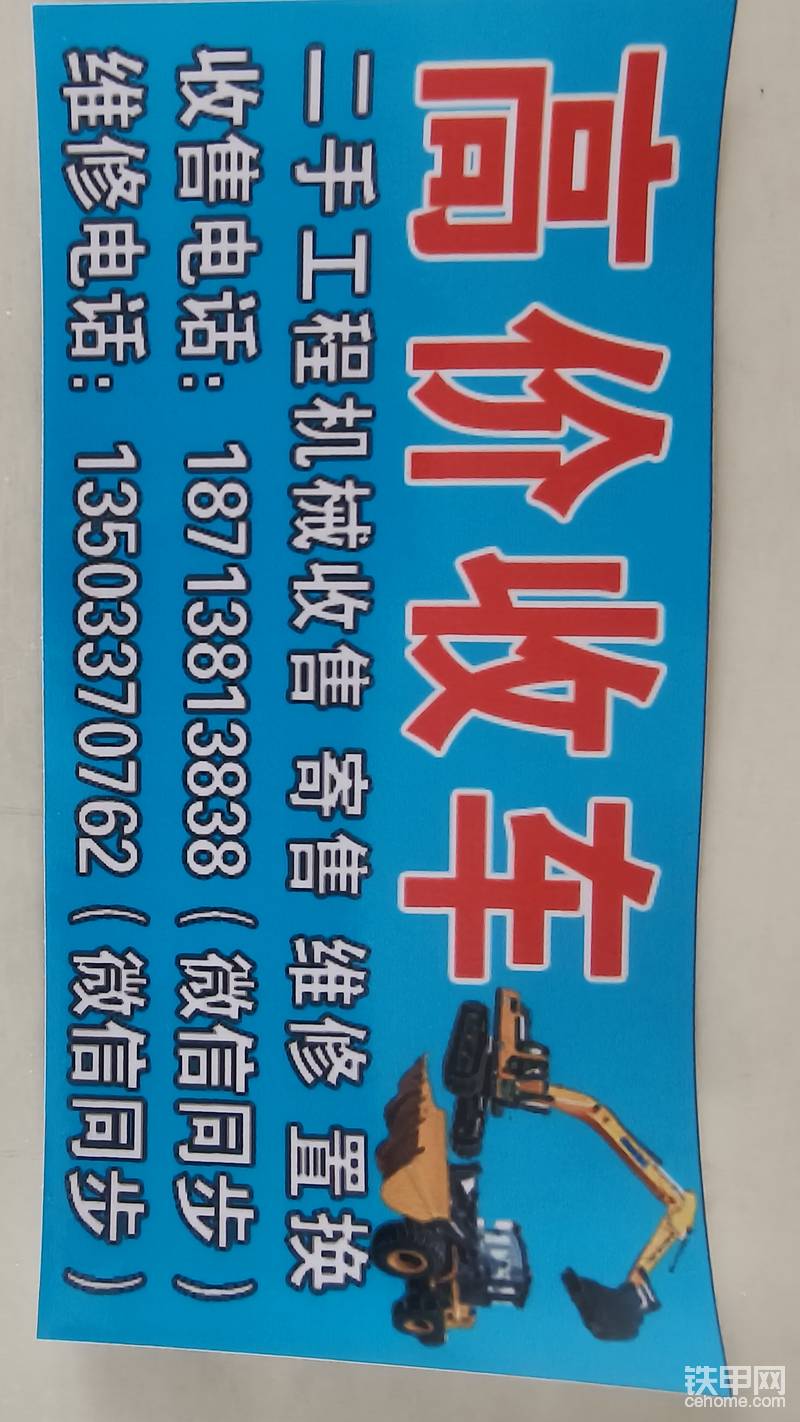 高价收车
二手工程机械收售 寄售 维修 置换
收售电话：18713813838（微信同步）
维修电话：13503370762（微信同步）
铁甲网
cehome.com